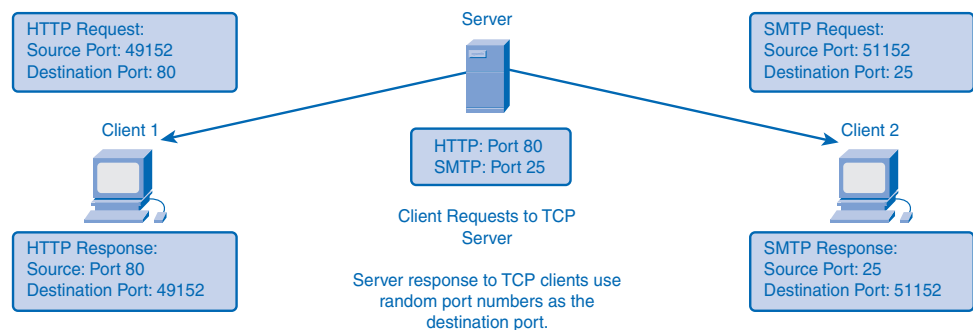 HTTP Request:
Source Port: 49152
Destination Port: 80
Server
SMTP Request:
Source Port: 51152
Destination Port: 25
Client 1
HTTP: Port 80
SMTP: Port 25
Client 2
HTTP Response:
Source: Port 80
Destination Port: 49152
Client Requests to TCP
Server
Server response to TCP clients use
random port numbers as the
destination port.
SMTP Response:
Source Port: 25
Destination Port: 51152